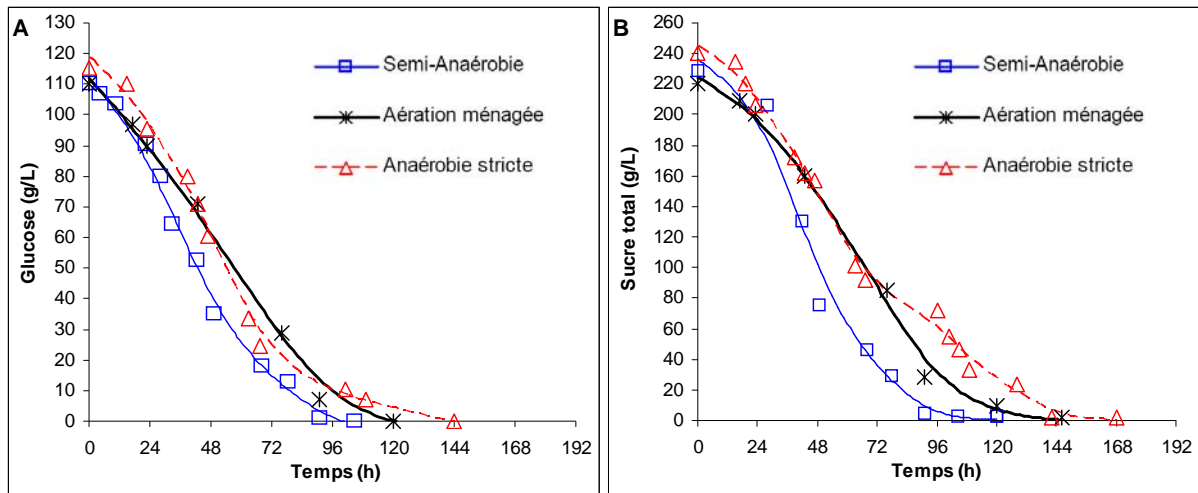 A
Glucose (g/L)
130
120
110
100
90
80
70
60
50
40
30
20
10
0
Semi-Anaérobie
Aération ménagée
Anaérobie stricte
0 24 48 72 96 120 144 168 192
Temps (h)
B
Sucre total (g/L)
260
240
220
200
180
160
140
120
100
80
60
40
20
0
Semi-Anaérobie
Aération ménagée
Anaérobie stricte
0 24 48 72 96 120 144 168 192
Temps (h)